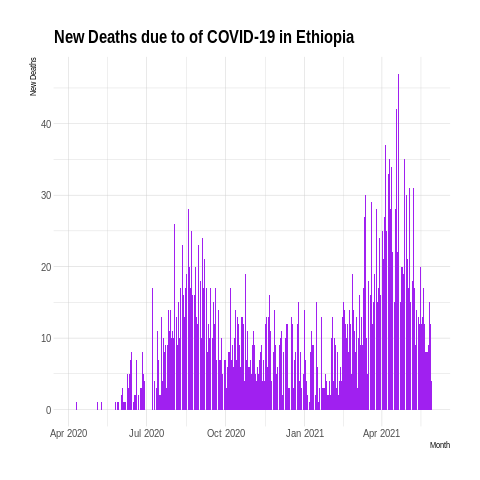 New Deaths due to of COVID-19 in Ethiopia
New Deaths
40
30
20
10
0
Apr 2020 Jul 2020 Oct 2020 Jan 2021 Apr 2021
Month